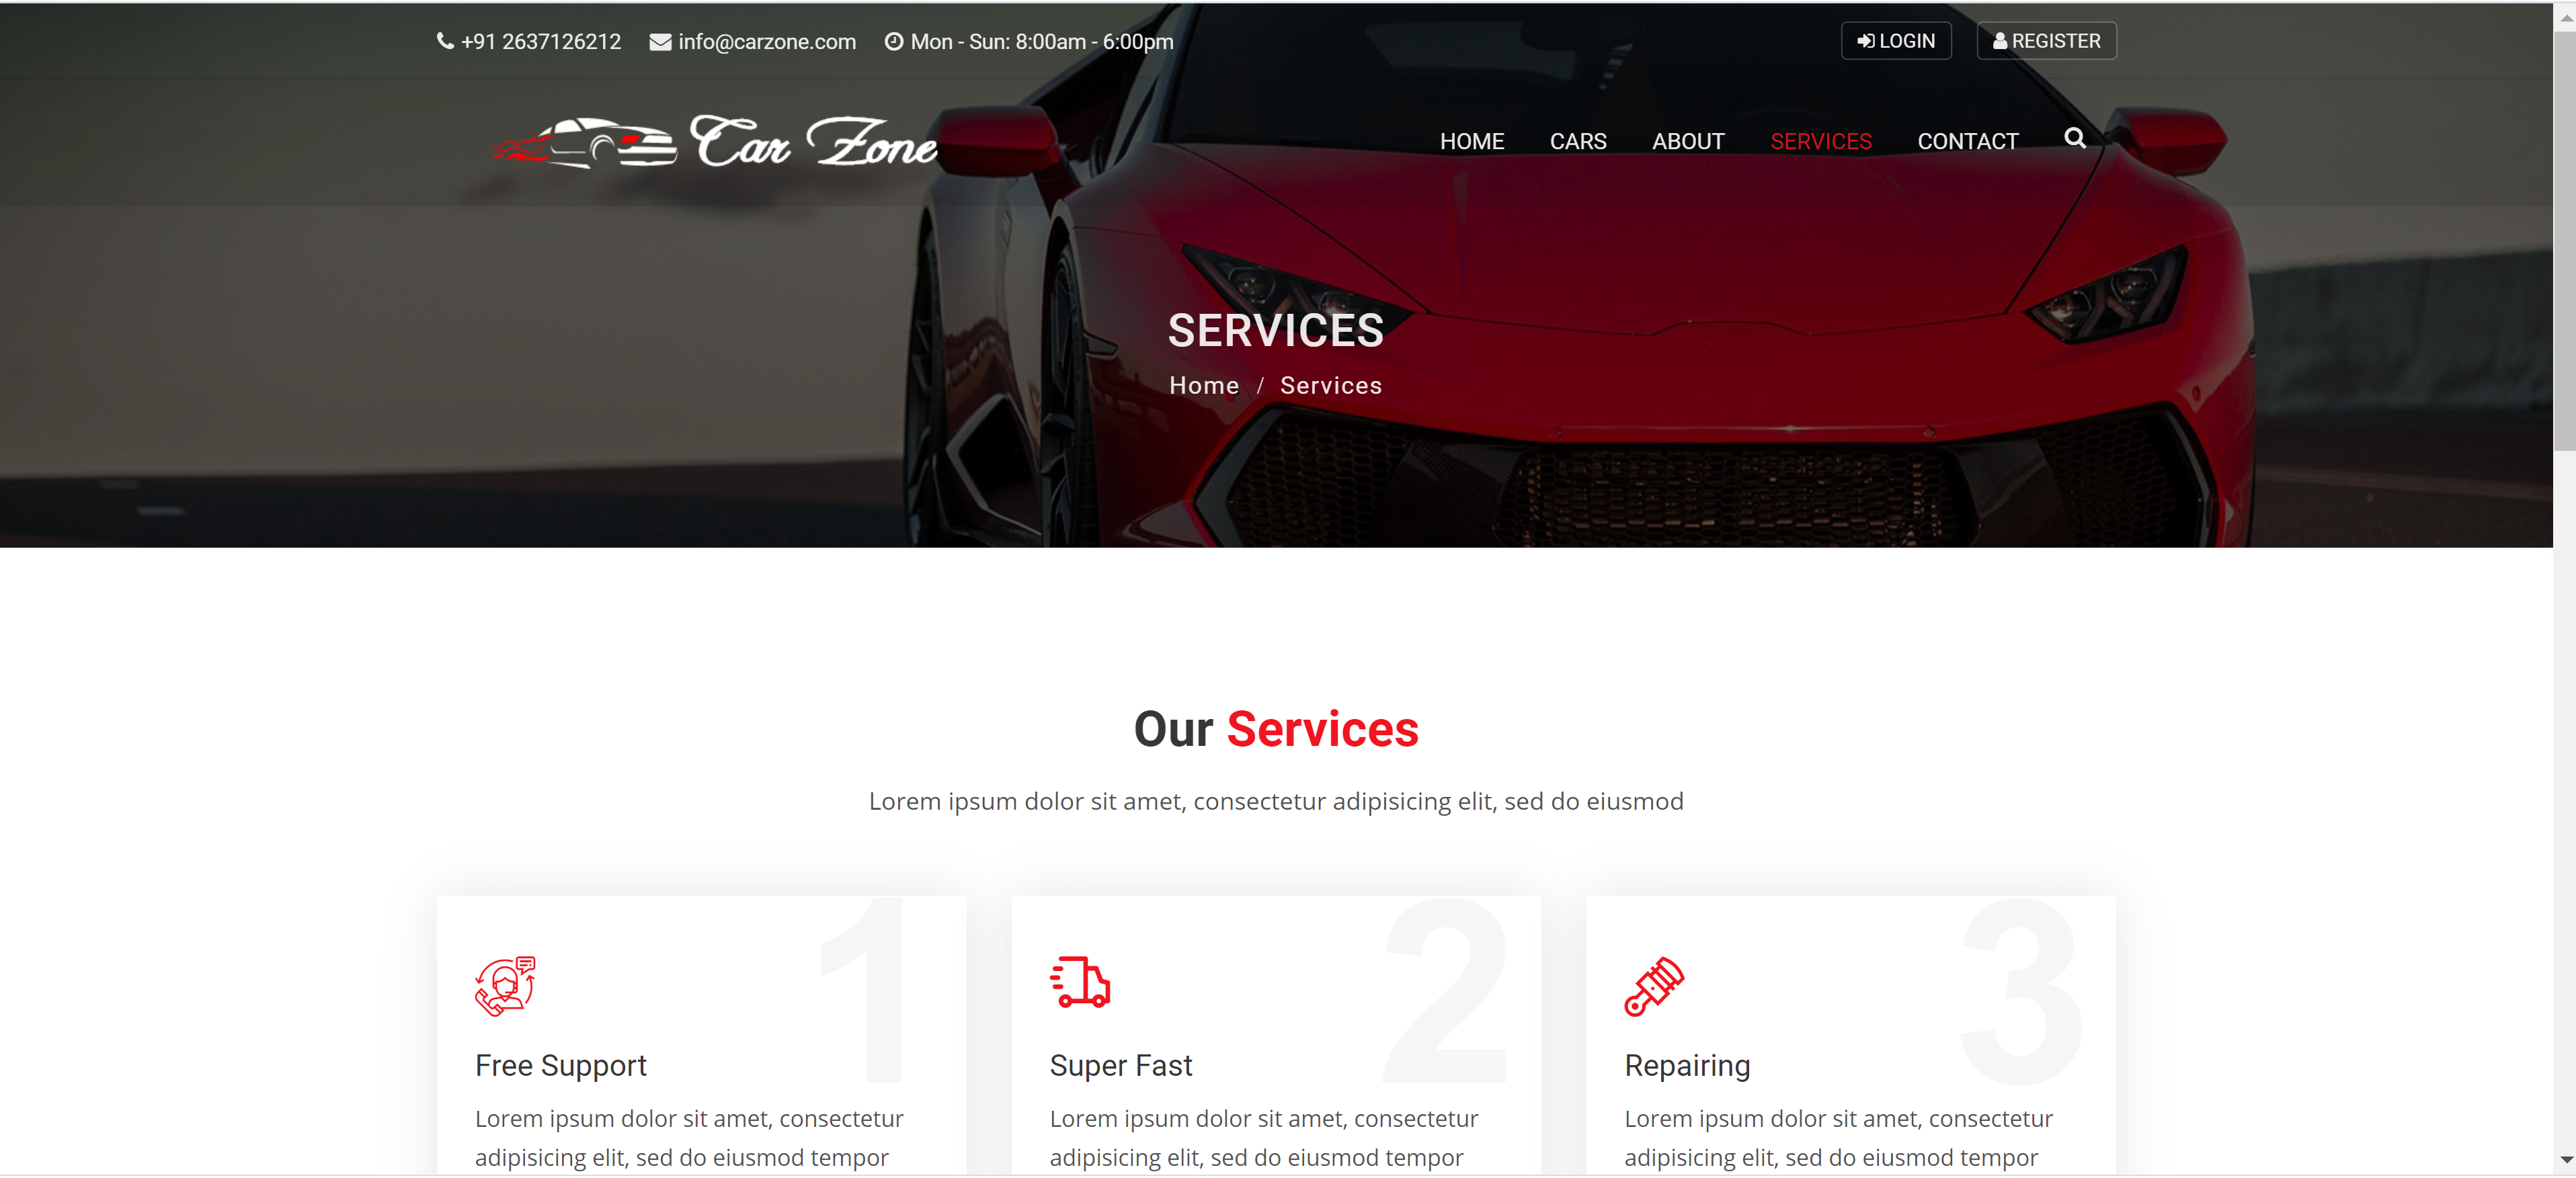 +91 2637126212 info@carzone.com Mon - Sun: 8:00am - 6:00pm LOGIN REGISTER
Car Zone HOME CARS ABOUT SERVICES CONTACT
SERVICES
Home / Services
Our Services
Lorem ipsum dolor sit amet, consectetur adipisicing elit, sed do eiusmod
1
Free Support
Lorem ipsum dolor sit amet, consectetur
adipisicing elit, sed do eiusmod tempor
2
Super Fast
Lorem ipsum dolor sit amet, consectetur
adipisicing elit, sed do eiusmod tempor
3
Repairing
Lorem ipsum dolor sit amet, consectetur
adipisicing elit, sed do eiusmod tempor